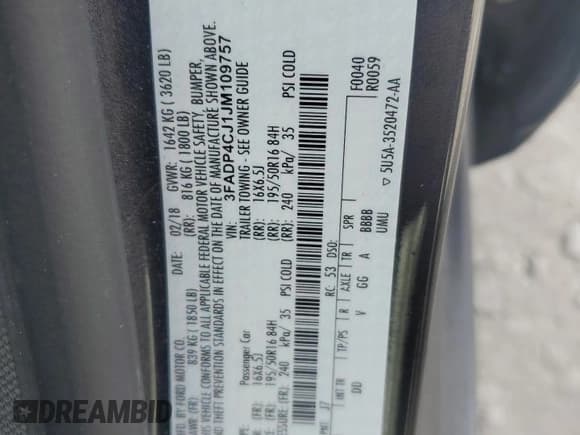 MFD. BY FORD MOTOR CO.
DATE: 02/18 GVWR: 1642 KG ( 3620 LB)
GAWR: (FR): 839 KG (1850 LB) (RR): 816 KG ( 1800 LB)
THIS VEHICLE CONFORMS TO ALL APPLICABLE FEDERAL MOTOR VEHICLE SAFETY, BUMPER,
AND THEFT PREVENTION STANDARDS IN EFFECT ON THE DATE OF MANUFACTURE SHOWN ABOVE.
VIN: 3FADP4CJ1JM109757
Passenger Car TRAILER TOWING - SEE OWNER GUIDE
(FR): 16X6.5J (RR): 16X6.5J
(FR): 195/50R16 84H (RR): 195/50R16 84H
(FR): 240 kPa/ 35 PSI COLD (RR): 240 kPa/ 35 PSI COLD
J7 RC: 53 DSO: F0040
R0059
INT TR TP/PS R AXLE TR SPR
DD V GG A BBBB
UMU ▽ 5U5A-3520472-AA
DREAMBID